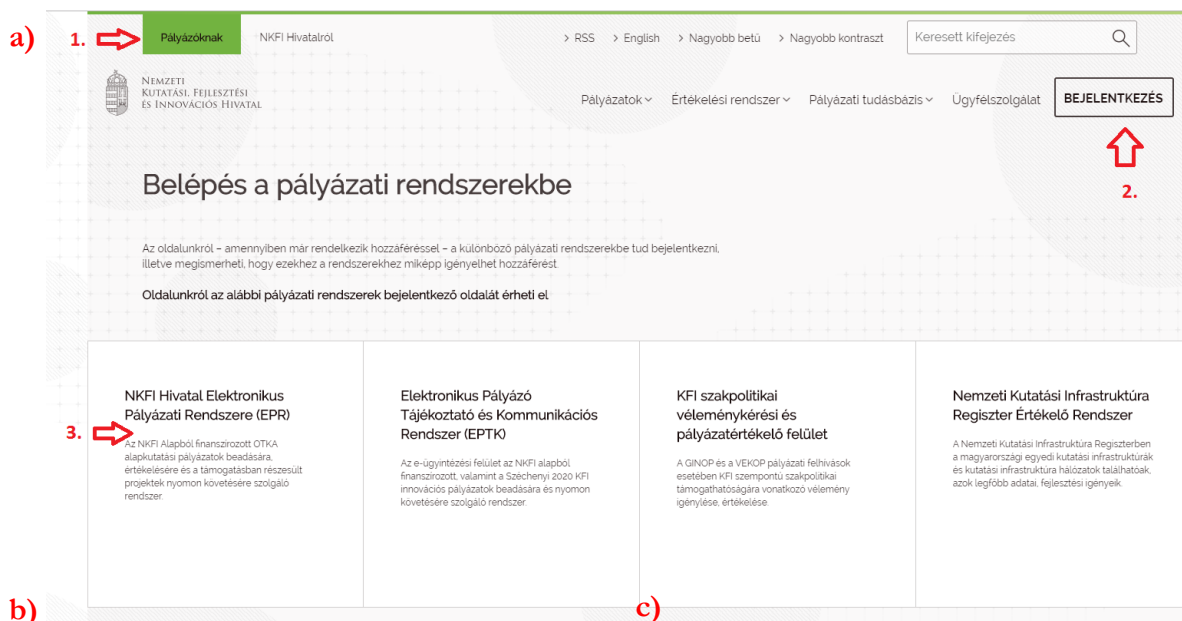 a)
1.
Pályázóknak
NKFI Hivatalról
> RSS > English > Nagyobb betű > Nagyobb kontraszt
Keresett kifejezés
NEMZETI
KUTATÁSI, FEJLESZTÉSI
ÉS INNOVÁCIÓS HIVATAL
Pályázatok Értékelési rendszer Pályázati tudásbázis Ügyfélszolgálat BEJELENTKEZÉS
2.
Belépés a pályázati rendszerekbe
Az oldalunkról – amennyiben már rendelkezik hozzáféréssel – a különböző pályázati rendszerekbe tud bejelentkezni,
illetve megismerheti, hogy ezekhez a rendszerekhez miképp igényelhet hozzáférést.
Oldalunkról az alábbi pályázati rendszerek bejelentkező oldalát érheti el
NKFI Hivatal Elektronikus
Pályázati Rendszere (EPR)
3.
Az NKFI Alapból finanszírozott OTKA
alapkutatási pályázatok beadására,
értékelésére és a támogatásban részesült
projektek nyomon követésére szolgáló
rendszer.
Elektronikus Pályázó
Tájékoztató és Kommunikációs
Rendszer (EPTK)
Az e-ügyintézési felület az NKFI alapból
finanszírozott, valamint a Széchenyi 2020 KFI
innovációs pályázatok beadására és nyomon
követésére szolgáló rendszer.
KFI szakpolitikai
véleménykérési és
pályázatértékelő felület
A GINOP és a VEKOP pályázati felhívások
esetében KFI szempontú szakpolitikai
támogathatóságára vonatkozó vélemény
igénylése, értékelése.
Nemzeti Kutatási Infrastruktúra
Regiszter Értékelő Rendszer
A Nemzeti Kutatási Infrastruktúra Regiszterben
a magyarországi egyedi kutatási infrastruktúrák
és kutatási infrastruktúra hálózatok találhatóak,
azok legfőbb adatai, fejlesztési igényeik.
b)
c)